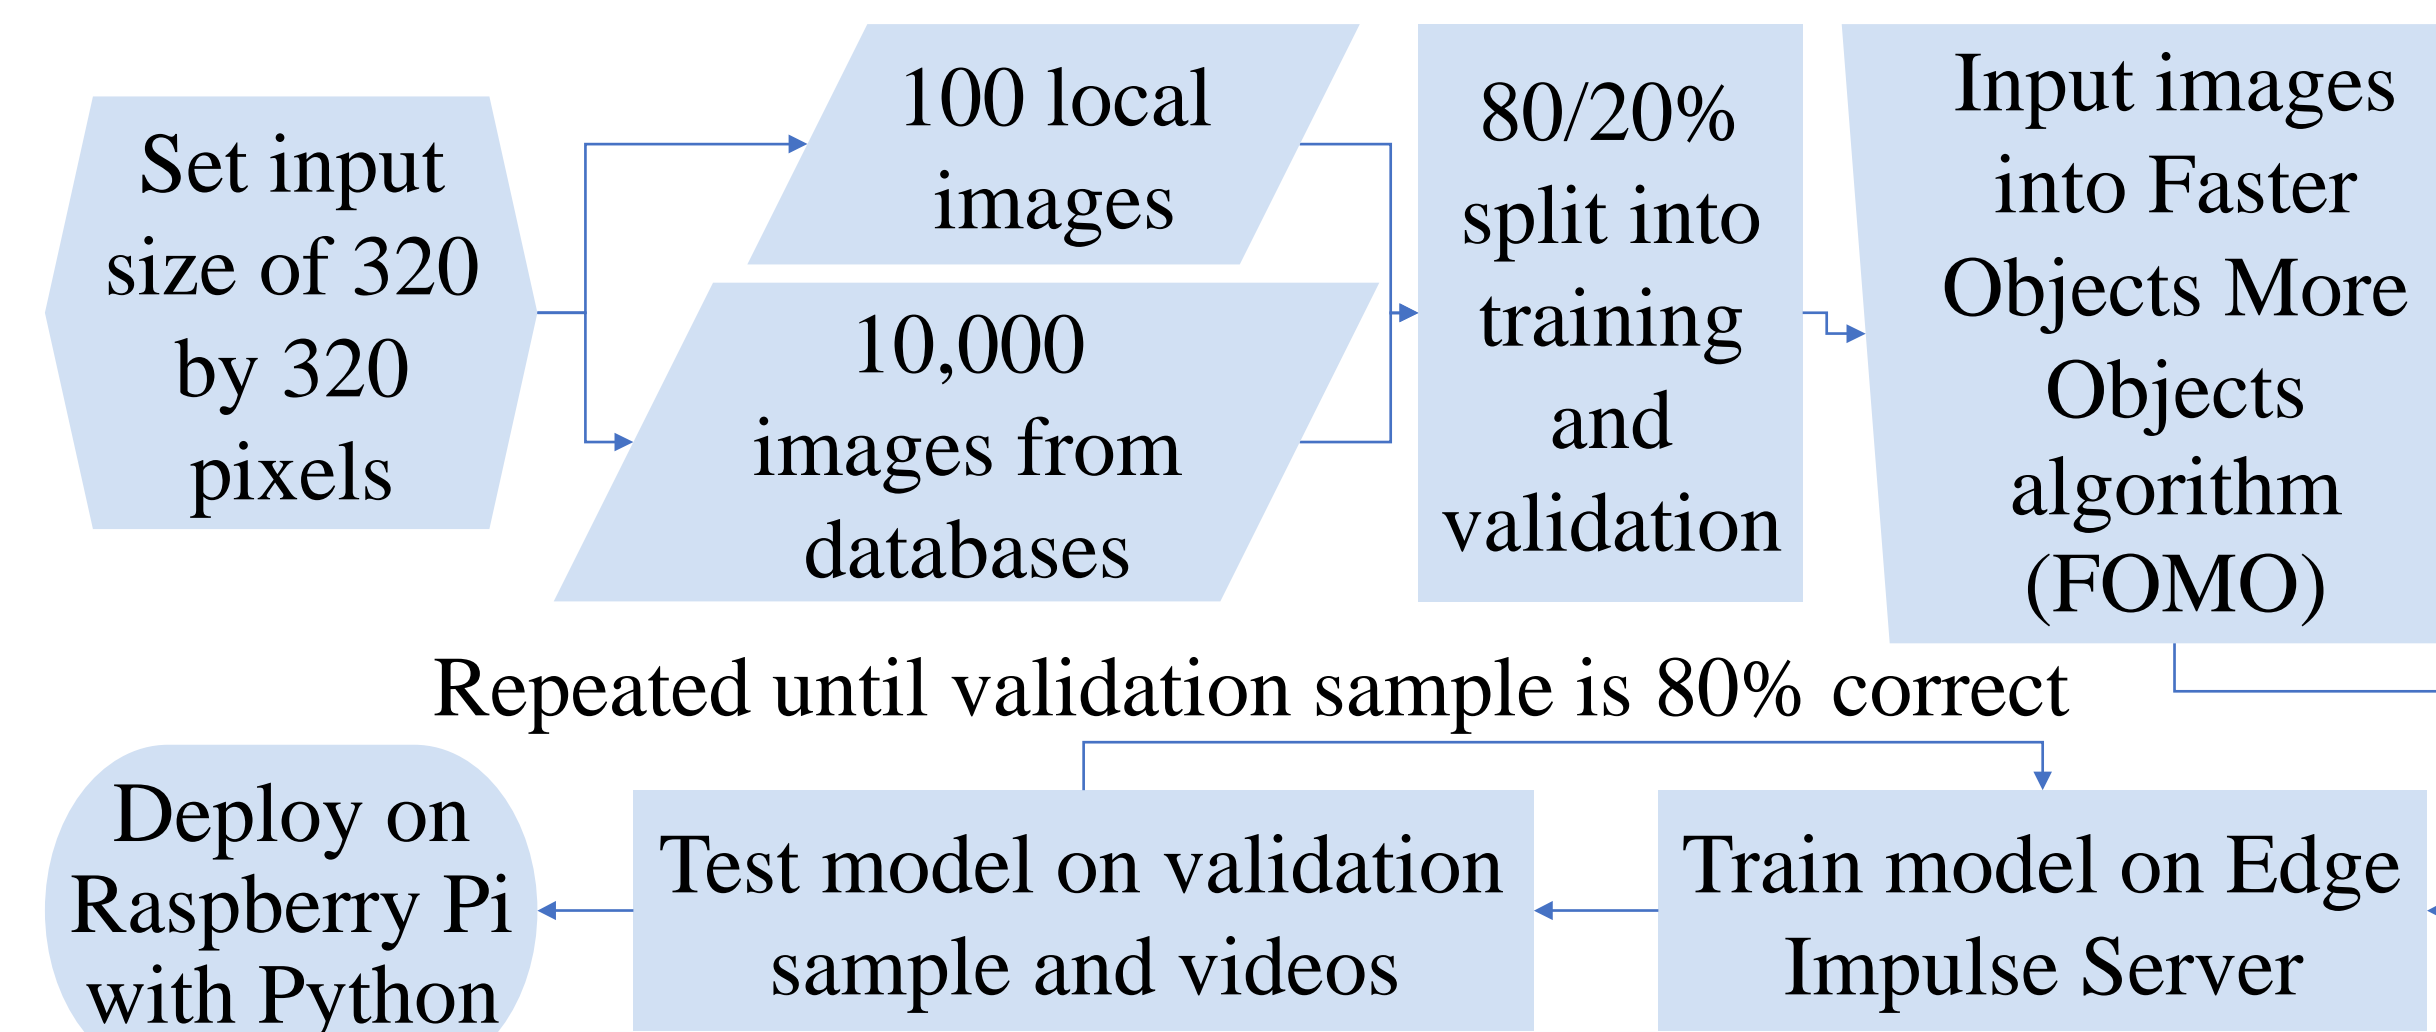 Set input
size of 320
by 320
pixels
100 local
images
10,000
images from
databases
80/20%
split into
training
and
validation
Input images
into Faster
Objects More
Objects
algorithm
(FOMO)
Repeated until validation sample is 80% correct
Deploy on
Raspberry Pi
with Python
Test model on validation
sample and videos
Train model on Edge
Impulse Server